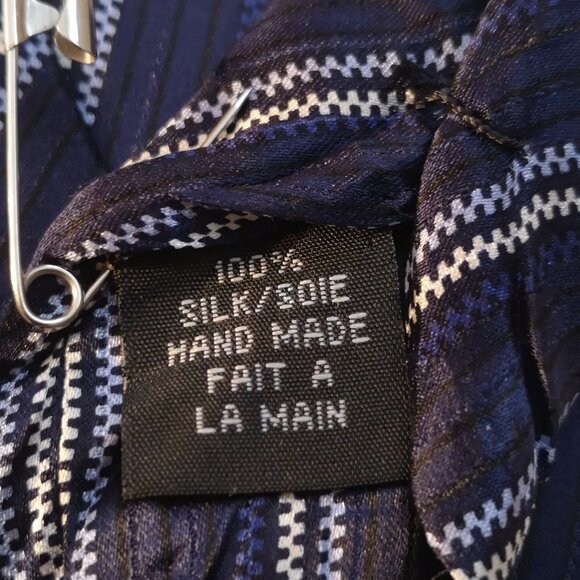 100%
SILK/SOIE
HAND MADE
FAIT A
LA MAIN